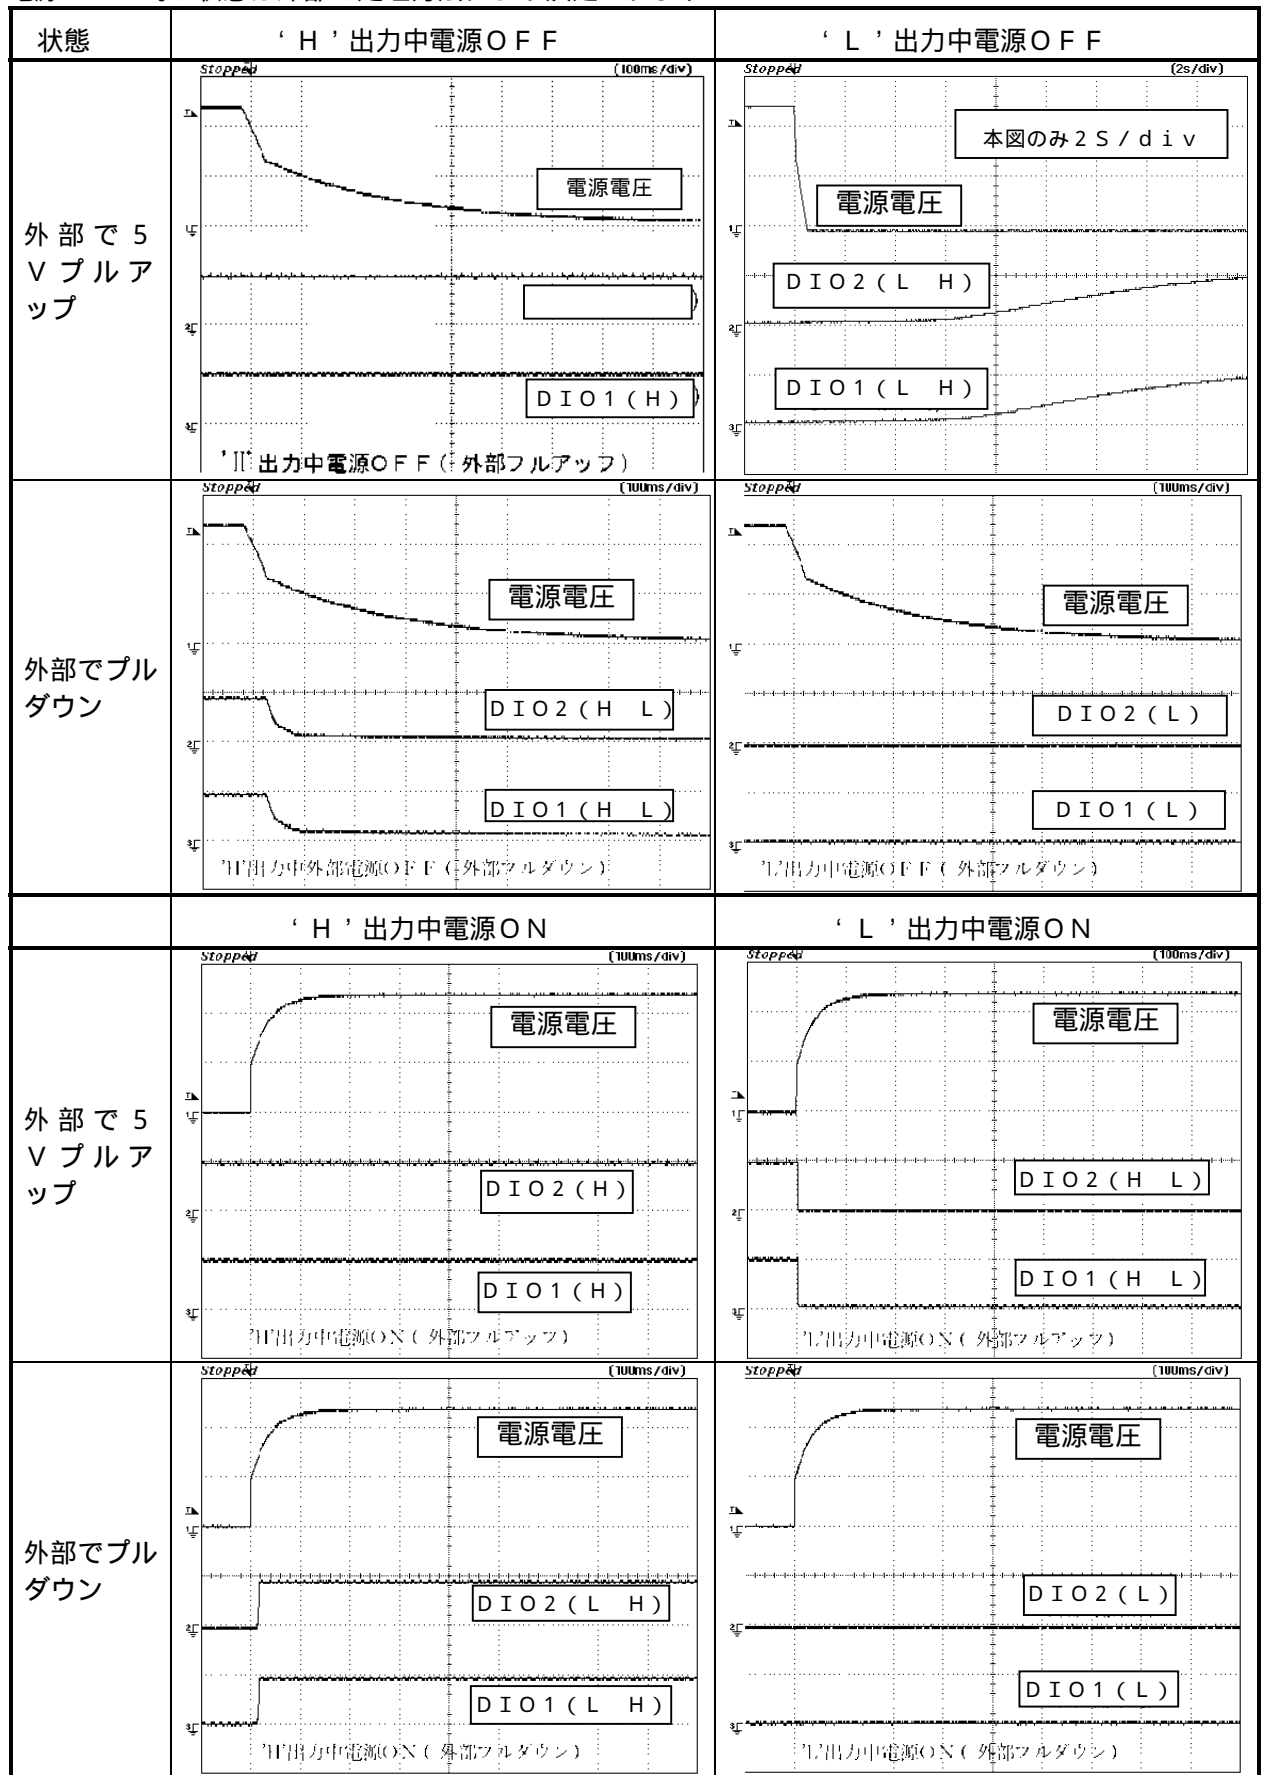 状態
‘Ｈ’出力中電源ＯＦＦ
‘Ｌ’出力中電源ＯＦＦ
外部で５
Ｖプルア
ップ
Stopped
(100ms/div)
電源電圧
DIO1(H)
出力中電源OFF(外部フルアップ)
Stopped
(2s/div)
本図のみ２Ｓ/ｄｉｖ
電源電圧
DIO2(L H)
DIO1(L H)
外部でプル
ダウン
Stopped
(100ms/div)
電源電圧
DIO2(H L)
DIO1(H L)
'H'出力中外部電源OFF(外部フルダウン)
Stopped
(100ms/div)
電源電圧
DIO2(L)
DIO1(L)
'L'出力中電源OFF(外部フルダウン)
‘Ｈ’出力中電源ＯＮ
‘Ｌ’出力中電源ＯＮ
外部で５
Ｖプルア
ップ
Stopped
(100ms/div)
電源電圧
DIO2(H)
DIO1(H)
'H'出力中電源ON(外部フルアップ)
Stopped
(100ms/div)
電源電圧
DIO2(H L)
DIO1(H L)
'L'出力中電源ON(外部フルアップ)
外部でプル
ダウン
Stopped
(100ms/div)
電源電圧
DIO2(L H)
DIO1(L H)
'H'出力中電源ON(外部フルダウン)
Stopped
(100ms/div)
電源電圧
DIO2(L)
DIO1(L)
'L'出力中電源ON(外部フルダウン)